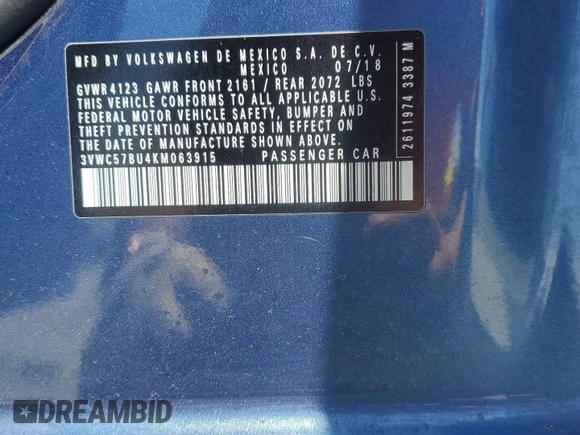 MFD BY VOLKSWAGEN DE MEXICO S.A. DE C.V.
MEXICO 07/18
GVWR 4123 GAWR FRONT 2161 / REAR 2072 LBS
THIS VEHICLE CONFORMS TO ALL APPLICABLE U.S.
FEDERAL MOTOR VEHICLE SAFETY, BUMPER AND
THEFT PREVENTION STANDARDS IN EFFECT ON
THE DATE OF MANUFACTURE SHOWN ABOVE.
3VWC57BU4KM063915 PASSENGER CAR
2611974 3387 M
DREAMBID